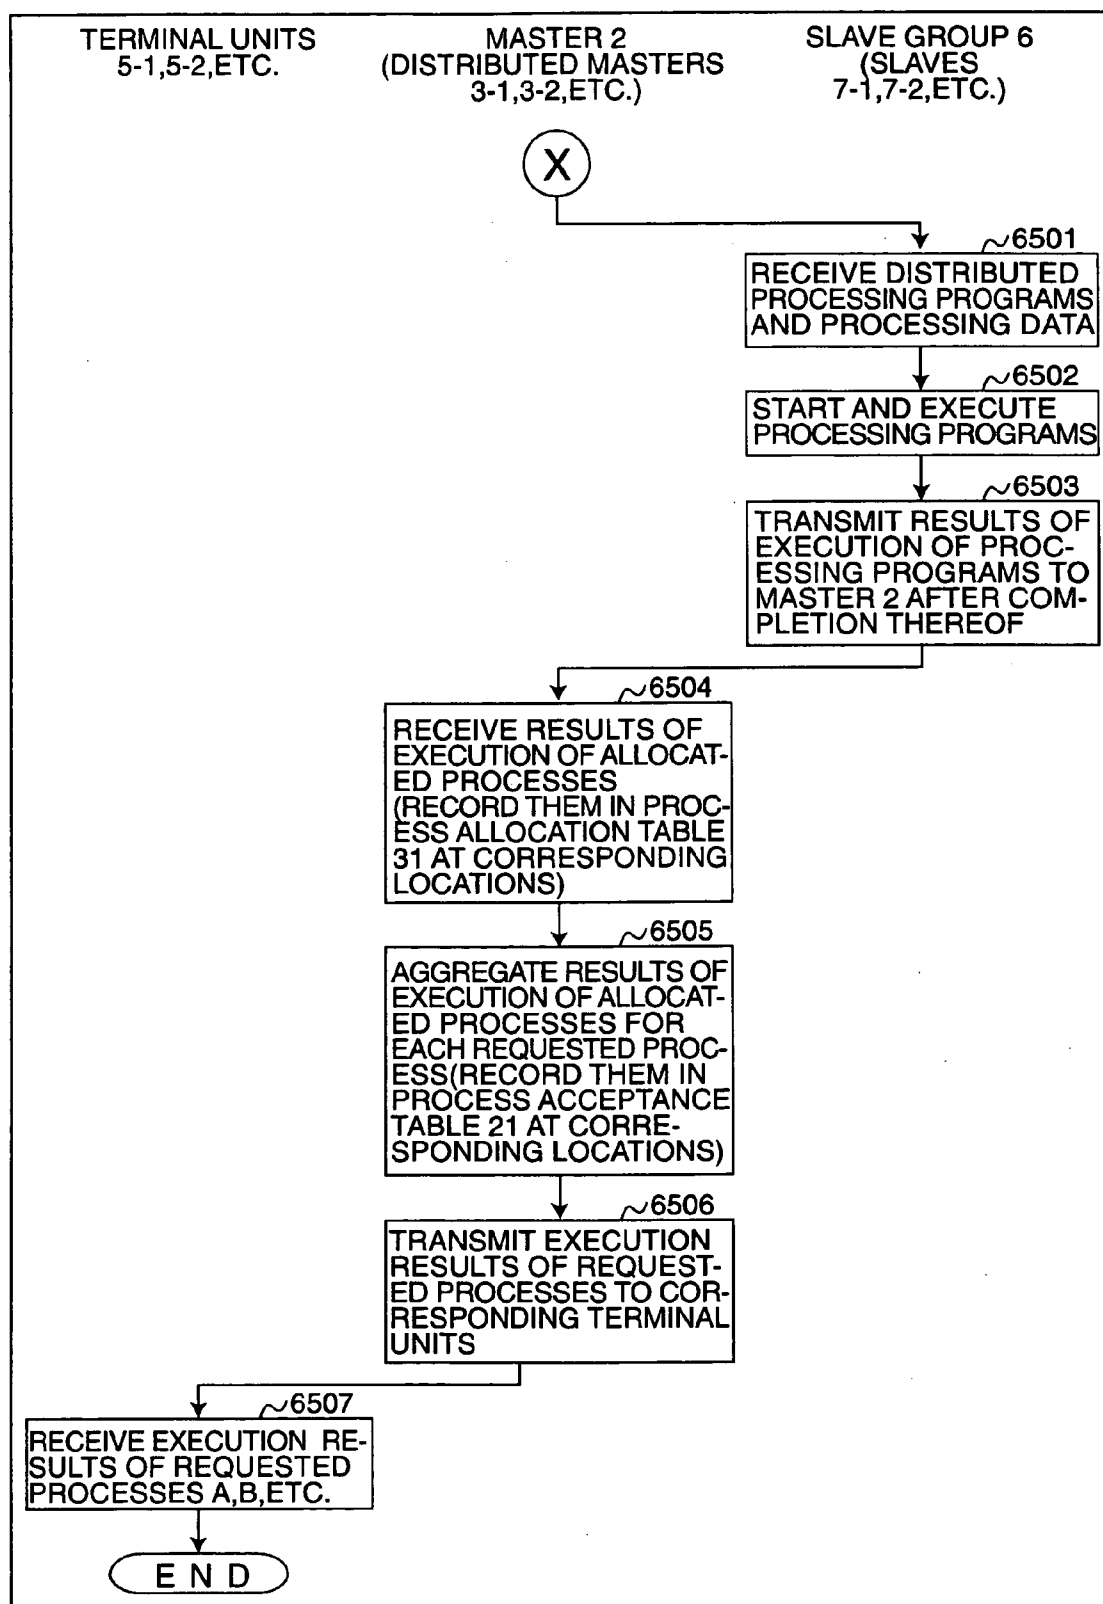 TERMINAL UNITS
5-1,5-2,ETC.
MASTER 2
(DISTRIBUTED MASTERS
3-1,3-2,ETC.)
SLAVE GROUP 6
(SLAVES
7-1,7-2,ETC.)
X
6501
RECEIVE DISTRIBUTED
PROCESSING PROGRAMS
AND PROCESSING DATA
6502
START AND EXECUTE
PROCESSING PROGRAMS
6503
TRANSMIT RESULTS OF
EXECUTION OF PROC-
ESSING PROGRAMS TO
MASTER 2 AFTER COM-
PLETION THEREOF
6504
RECEIVE RESULTS OF
EXECUTION OF ALLOCAT-
ED PROCESSES
(RECORD THEM IN PROC-
ESS ALLOCATION TABLE
31 AT CORRESPONDING
LOCATIONS)
6505
AGGREGATE RESULTS OF
EXECUTION OF ALLOCAT-
ED PROCESSES FOR
EACH REQUESTED PROC-
ESS(RECORD THEM IN
PROCESS ACCEPTANCE
TABLE 21 AT CORRE-
SPONDING LOCATIONS)
6506
TRANSMIT EXECUTION
RESULTS OF REQUEST-
ED PROCESSES TO COR-
RESPONDING TERMINAL
UNITS
6507
RECEIVE EXECUTION RE-
SULTS OF REQUESTED
PROCESSES A,B,ETC.
END